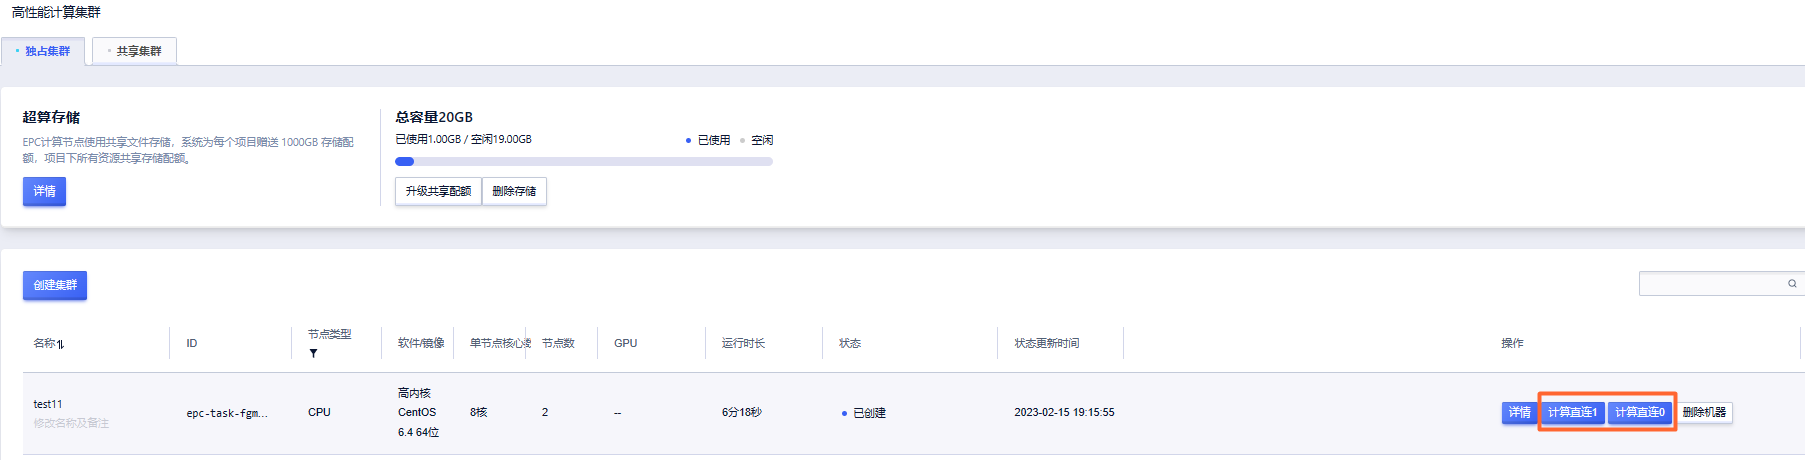 高性能计算集群
独占集群
共享集群
超算存储
EPC计算节点使用共享文件存储，系统为每个项目赠送 1000GB 存储配
额，项目下所有资源共享存储配额。
详情
总容量20GB
已使用1.00GB / 空闲19.00GB
已使用
空闲
升级共享配额
删除存储
创建集群
名称
ID
节点类型
软件/镜像
单节点核心
节点数
GPU
运行时长
状态
状态更新时间
操作
test11
修改名称及备注
epc-task-fgm...
CPU
高内核
CentOS
6.4 64位
8核
2
--
6分18秒
已创建
2023-02-15 19:15:55
详情
计算直连1
计算直连0
删除机器